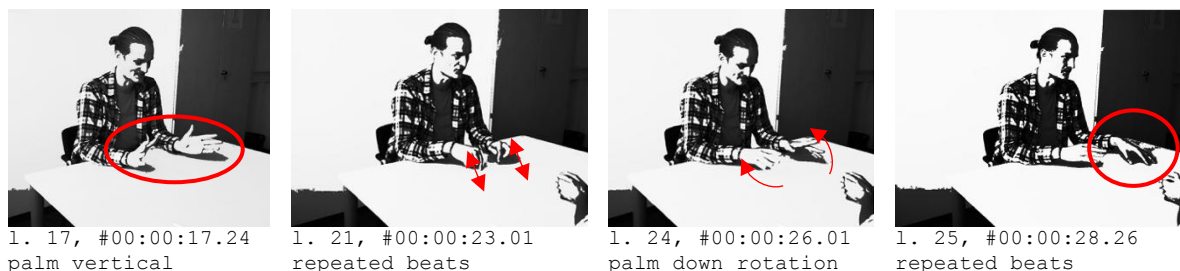 l. 17, #00:00:17.24
palm vertical
l. 21, #00:00:23.01
repeated beats
l. 24, #00:00:26.01
palm down rotation
l. 25, #00:00:28.26
repeated beats